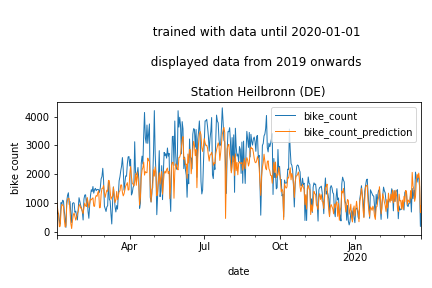 trained with data until 2020-01-01
displayed data from 2019 onwards
Station Heilbronn (DE)
4000
3000
2000
1000
0
bike count
bike_count
bike_count_prediction
Apr
Jul
Oct
Jan
2020
date